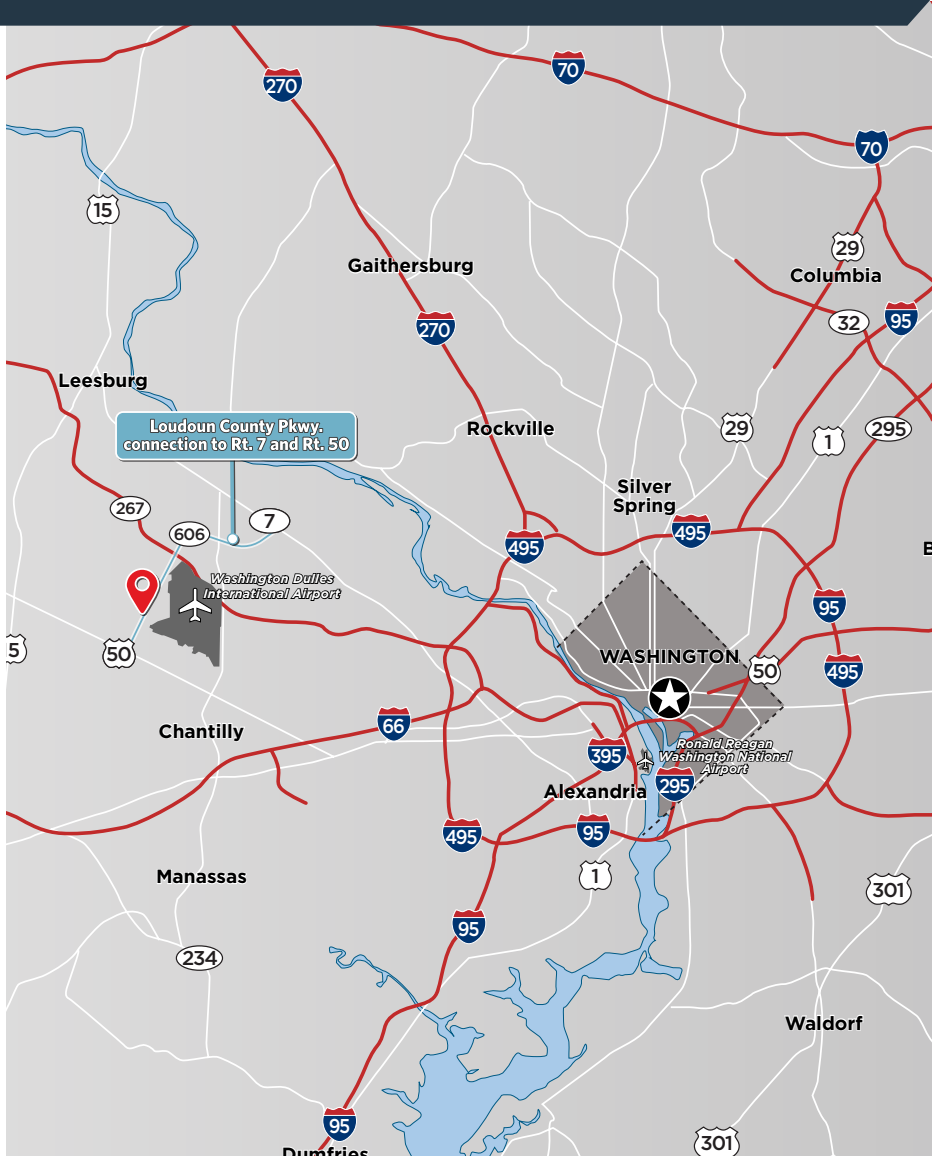 270
70
70
15
29
Gaithersburg
Columbia
95
32
270
Leesburg
Loudoun County Pkwy.
connection to Rt. 7 and Rt. 50
Rockville
29
1
295
Silver
Spring
267
7
606
495
495
Washington Dulles
International Airport
95
5
50
WASHINGTON
50
495
66
Chantilly
395
Ronald Reagan
Washington National
Airport
295
Alexandria
495
95
1
Manassas
301
95
234
Waldorf
95
301
Dumfries